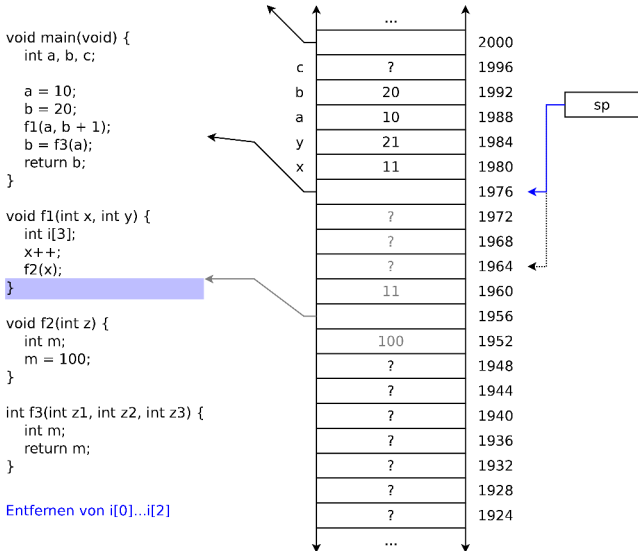 void main(void) {
int a, b, c;
a = 10;
b = 20;
f1(a, b + 1);
b = f3(a);
return b;
}
void f1(int x, int y) {
int i[3];
x++;
f2(x);
}
void f2(int z) {
int m;
m = 100;
}
int f3(int z1, int z2, int z3) {
int m;
return m;
}
Entfernen von i[0]...i[2]
...
2000
c ? 1996
b 20 1992
a 10 1988
y 21 1984
x 11 1980
1976
? 1972
? 1968
? 1964
11 1960
1956
100 1952
? 1948
? 1944
? 1940
? 1936
? 1932
? 1928
? 1924
...
sp